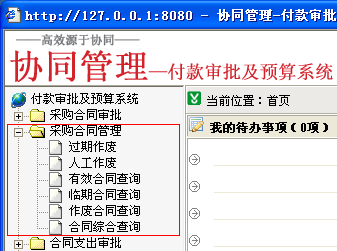 http://127.0.0.1:8080 - 协同管理-付款审批
——高效源于协同——
协同管理—付款审批及预算系统
付款审批及预算系统
采购合同审批
采购合同管理
过期作废
人工作废
有效合同查询
临期合同查询
作废合同查询
合同综合查询
合同支出审批
当前位置：首页
我的待办事项（0项）